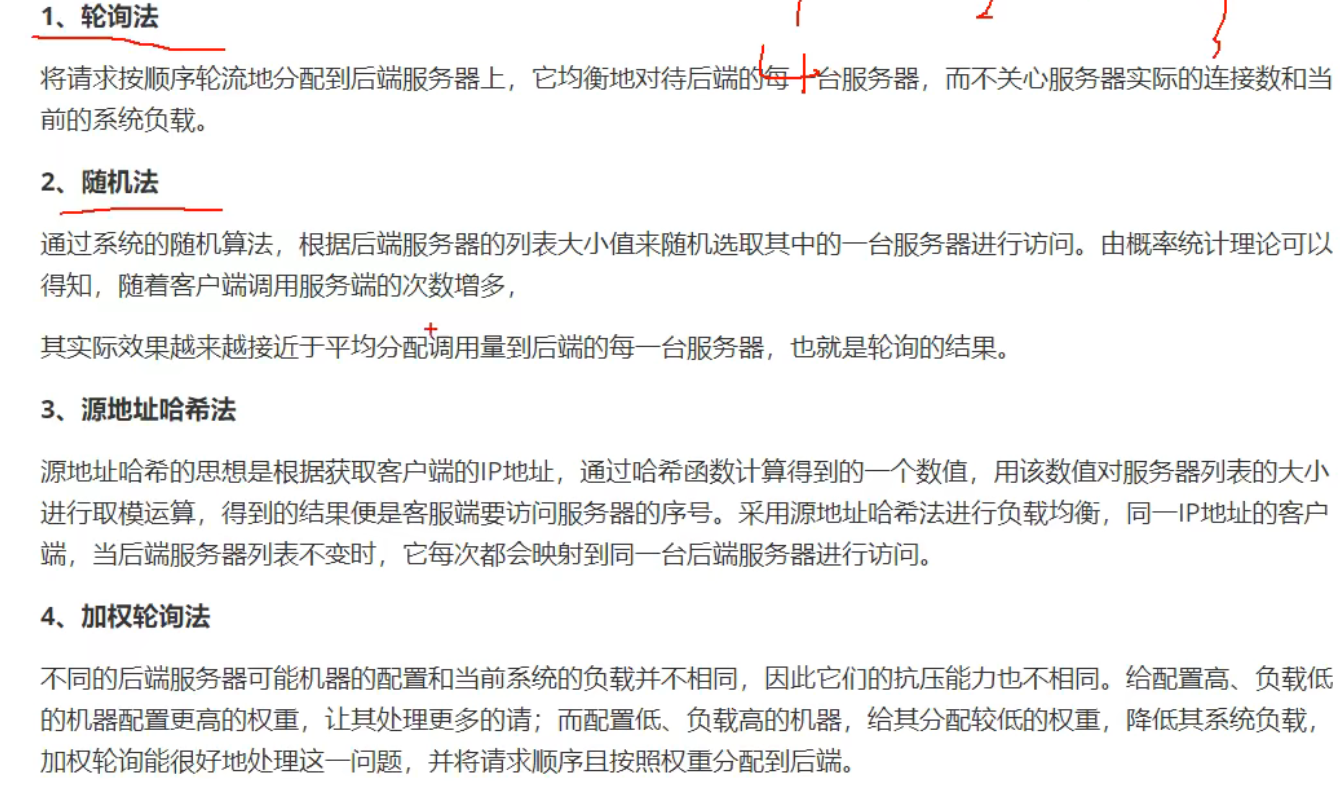 1、轮询法
将请求按顺序轮流地分配到后端服务器上，它均衡地对待后端的每一台服务器，而不关心服务器实际的连接数和当
前的系统负载。
2、随机法
通过系统的随机算法，根据后端服务器的列表大小值来随机选取其中的一台服务器进行访问。由概率统计理论可以
得知，随着客户端调用服务端的次数增多，
其实际效果越来越接近于平均分配调用量到后端的每一台服务器，也就是轮询的结果。
3、源地址哈希法
源地址哈希的思想是根据获取客户端的IP地址，通过哈希函数计算得到的一个数值，用该数值对服务器列表的大小
进行取模运算，得到的结果便是客服端要访问服务器的序号。采用源地址哈希法进行负载均衡，同一IP地址的客户
端，当后端服务器列表不变时，它每次都会映射到同一台后端服务器进行访问。
4、加权轮询法
不同的后端服务器可能机器的配置和当前系统的负载并不相同，因此它们的抗压能力也不相同。给配置高、负载低
的机器配置更高的权重，让其处理更多的请；而配置低、负载高的机器，给其分配较低的权重，降低其系统负载，
加权轮询能很好地处理这一问题，并将请求顺序且按照权重分配到后端。